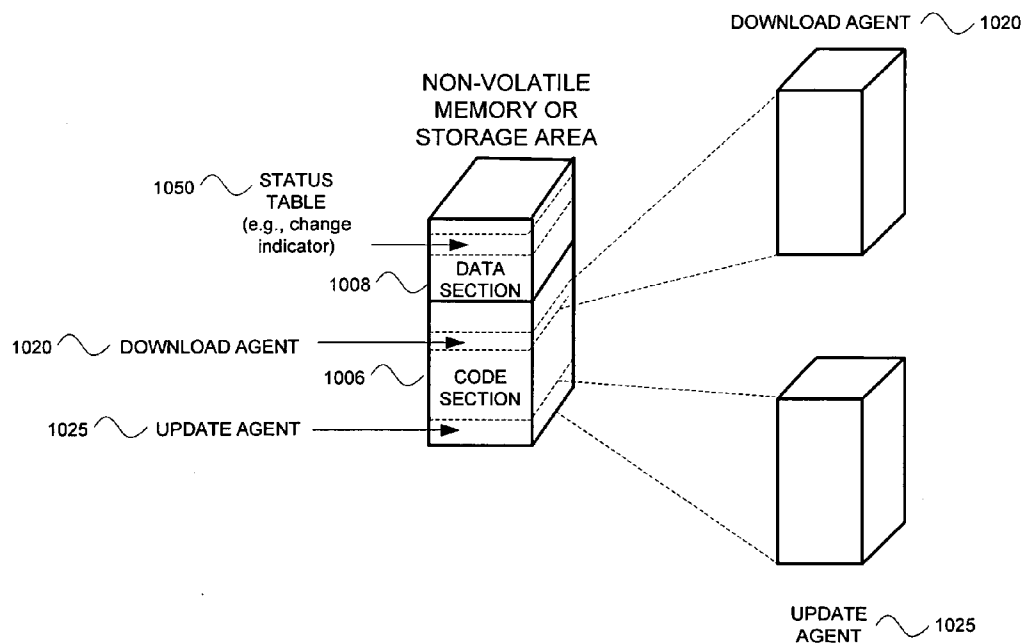 DOWNLOAD AGENT 1020
NON-VOLATILE
MEMORY OR
STORAGE AREA
1050 STATUS
TABLE
(e.g., change
indicator)
1008 DATA
SECTION
1020 DOWNLOAD AGENT
1006 CODE
SECTION
1025 UPDATE AGENT
UPDATE
AGENT 1025